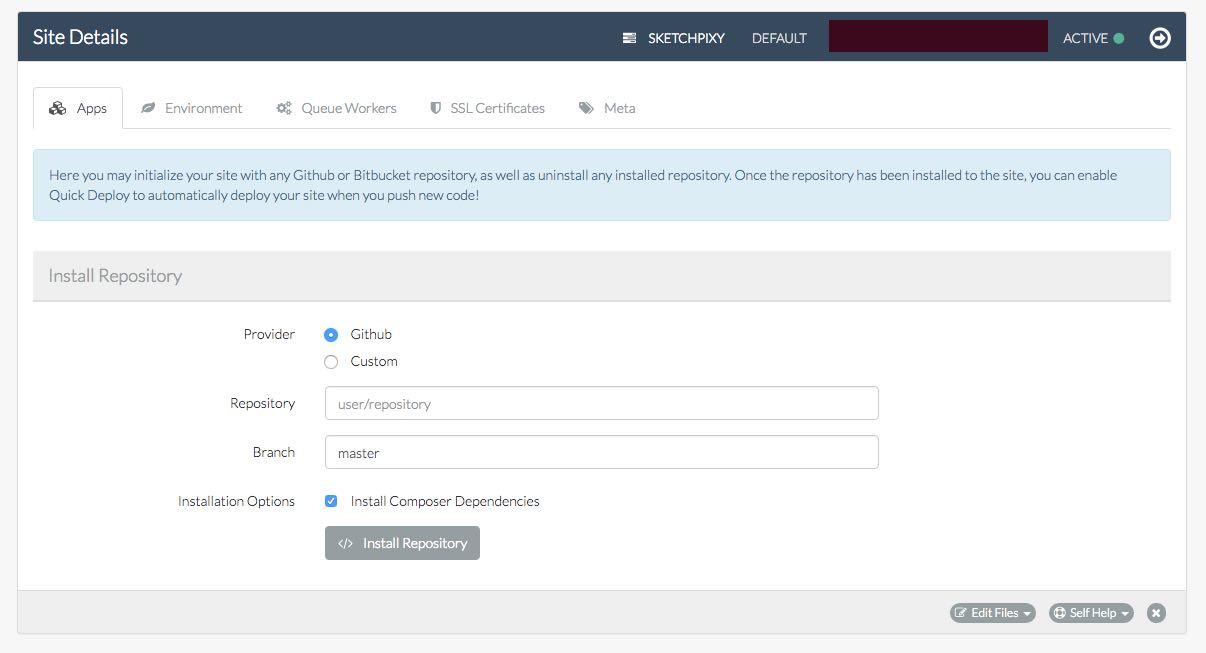 Site Details
SKETCHPIXY DEFAULT ACTIVE
Apps Environment Queue Workers SSL Certificates Meta
Here you may initialize your site with any Github or Bitbucket repository, as well as uninstall any installed repository. Once the repository has been installed to the site, you can enable
Quick Deploy to automatically deploy your site when you push new code!
Install Repository
Provider Github
Custom
Repository user/repository
Branch master
Installation Options Install Composer Dependencies
</> Install Repository
Edit Files Self Help